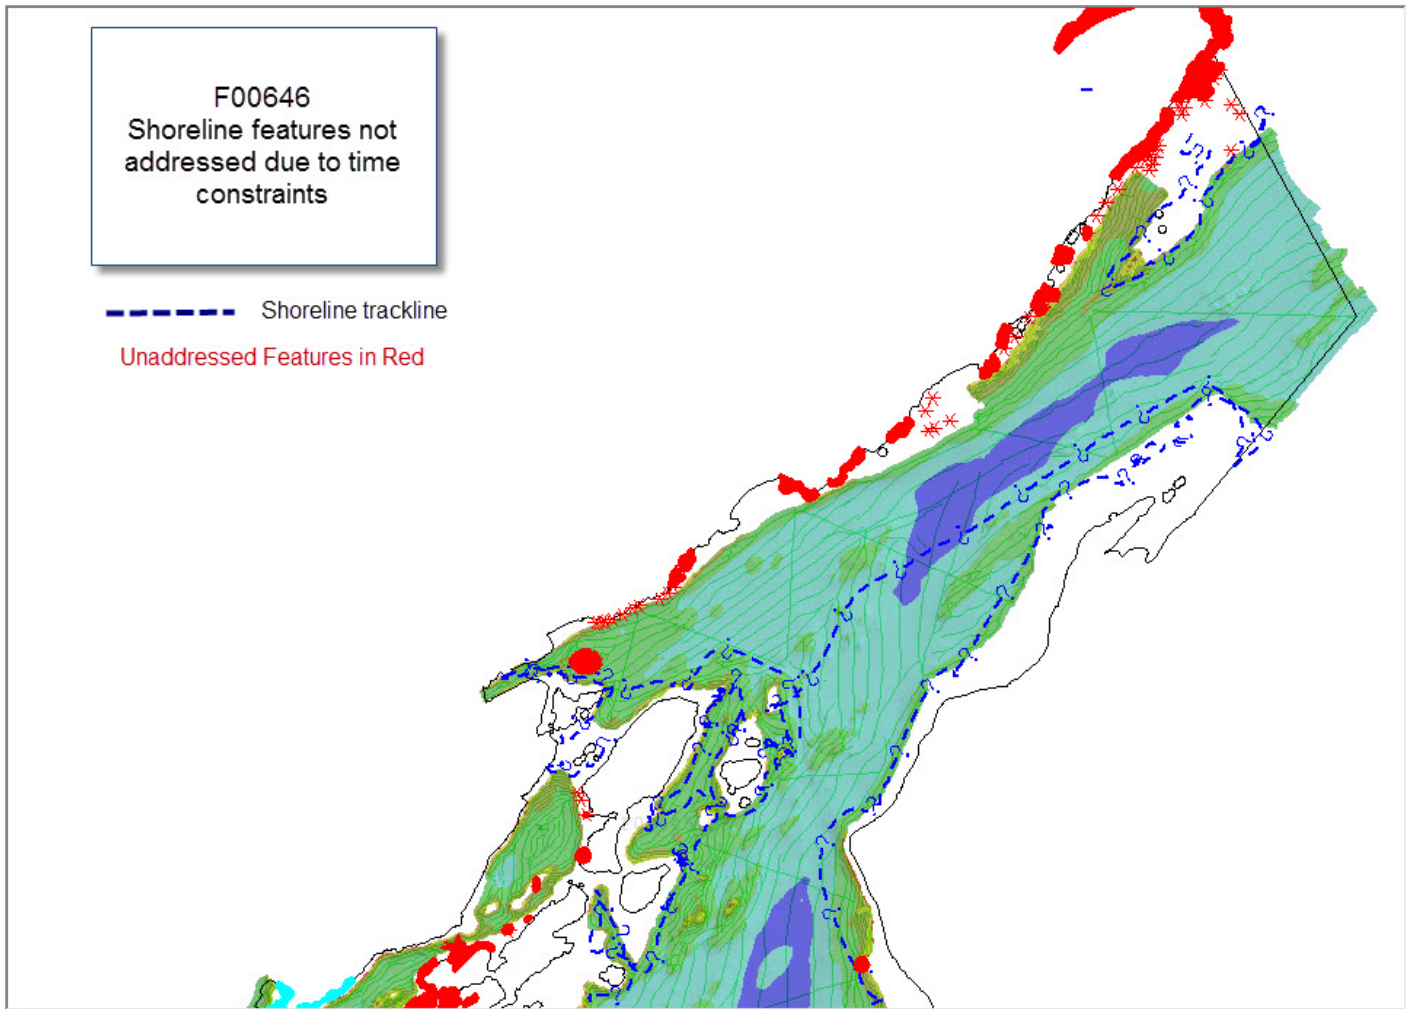 F00646
Shoreline features not
addressed due to time
constraints
Shoreline trackline
Unaddressed Features in Red